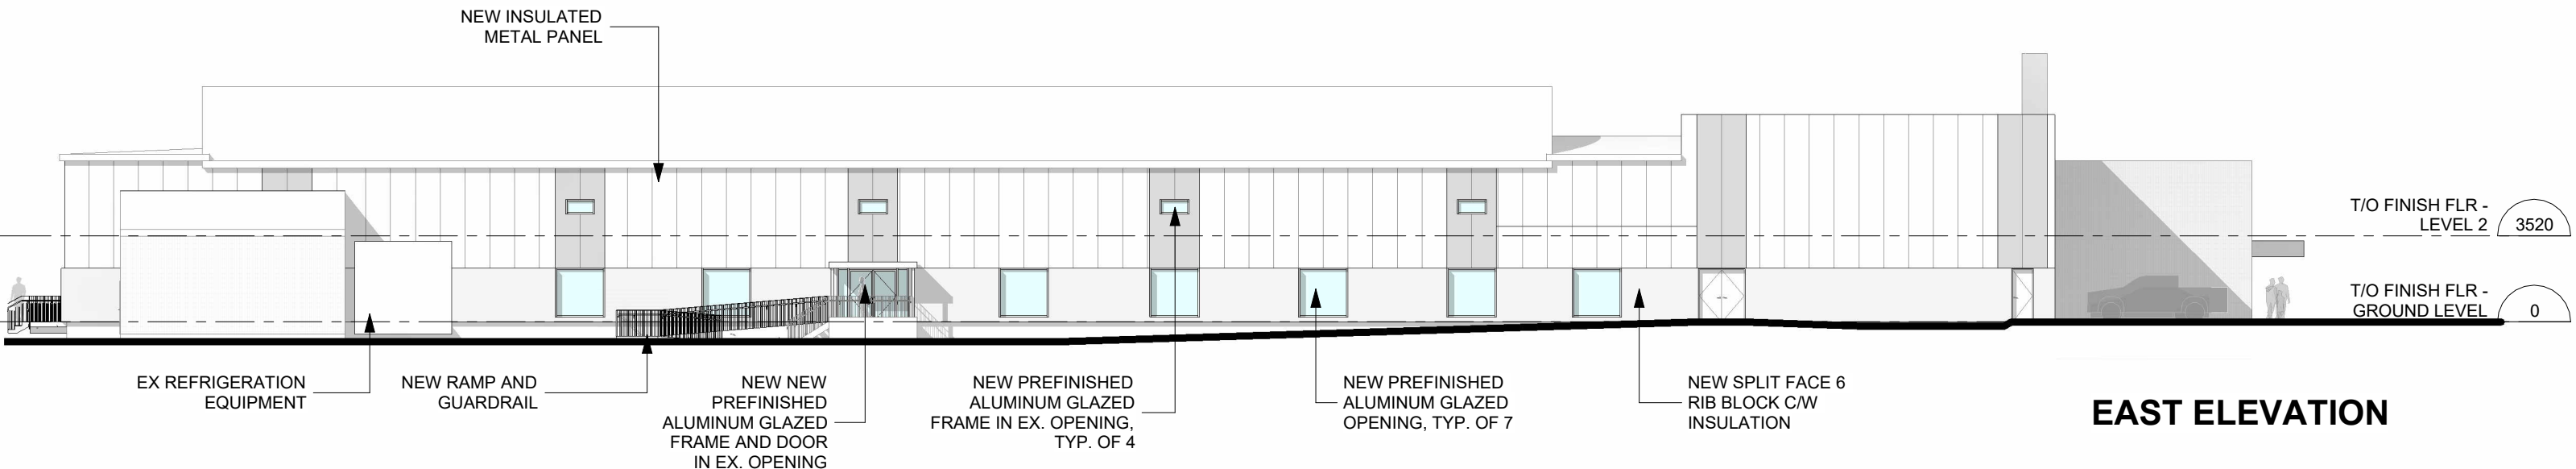 NEW INSULATED
METAL PANEL
T/O FINISH FLR -
LEVEL 2
3520
T/O FINISH FLR -
GROUND LEVEL
0
EX REFRIGERATION
EQUIPMENT
NEW RAMP AND
GUARDRAIL
NEW NEW
PREFINISHED
ALUMINUM GLAZED
FRAME AND DOOR
IN EX. OPENING
NEW PREFINISHED
ALUMINUM GLAZED
FRAME IN EX. OPENING,
TYP. OF 4
NEW PREFINISHED
ALUMINUM GLAZED
OPENING, TYP. OF 7
NEW SPLIT FACE 6
RIB BLOCK C/W
INSULATION
EAST ELEVATION